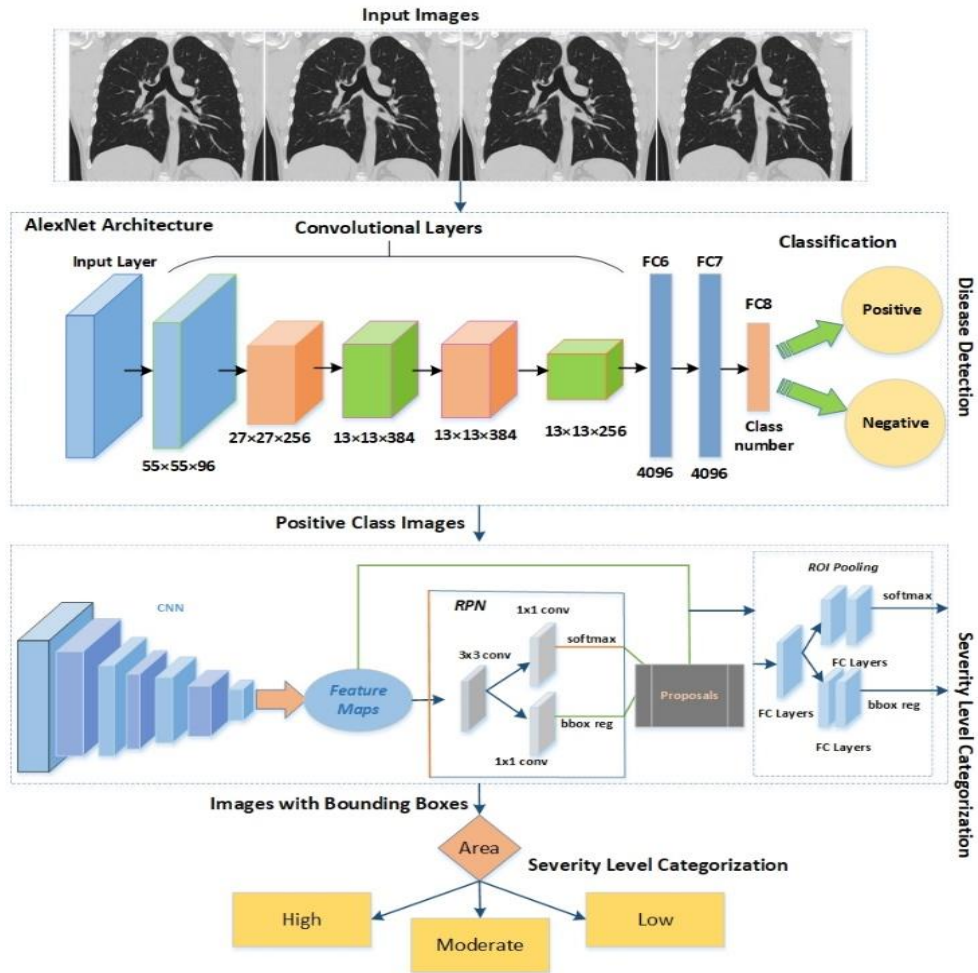 Input Images
AlexNet Architecture
Convolutional Layers
Classification
Input Layer
FC6
FC7
FC8
Positive
Negative
55×55×96
27×27×256
13×13×384
13×13×384
13×13×256
4096
4096
Class
number
Disease Detection
Positive Class Images
CNN
Feature
Maps
RPN
3x3 conv
1x1 conv
softmax
bbox reg
1x1 conv
Proposals
ROI Pooling
softmax
FC Layers
FC Layers
bbox reg
FC Layers
Severity Level Categorization
Images with Bounding Boxes
Area
Severity Level Categorization
High
Moderate
Low